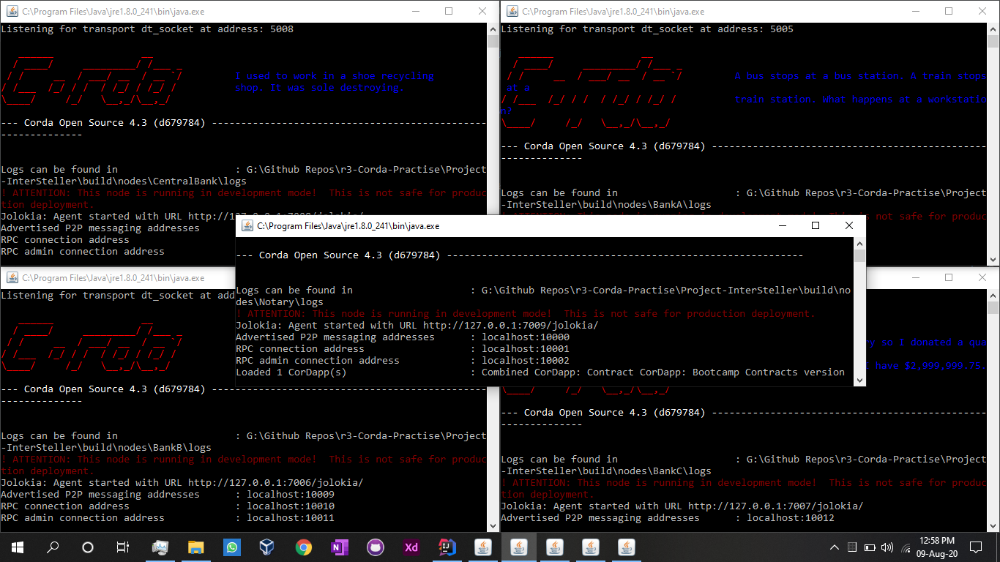 C:\Program Files\Java\jre1.8.0_241\bin\java.exe
Listening for transport dt_socket at address: 5008
Corda
I used to work in a shoe recycling
shop. It was sole destroying.
--- Corda Open Source 4.3 (d679784) -----------------------------------------------
--------------
Logs can be found in : G:\Github Repos\r3-Corda-Practise\Project
-InterSteller\build\nodes\CentralBank\logs
! ATTENTION: This node is running in development mode!  This is not safe for produc
tion deployment.
Jolokia: Agent started with URL http://127.0.0.1:7009/jolokia/
Advertised P2P messaging addresses
RPC connection address
RPC admin connection address
C:\Program Files\Java\jre1.8.0_241\bin\java.exe
Listening for transport dt_socket at address: 5005
A bus stops at a bus station. A train stops
at a
train station. What happens at a workstatio
n?
--- Corda Open Source 4.3 (d679784) -----------------------------------------------
--------------
Logs can be found in : G:\Github Repos\r3-Corda-Practise\Project
-InterSteller\build\nodes\BankA\logs
C:\Program Files\Java\jre1.8.0_241\bin\java.exe
--- Corda Open Source 4.3 (d679784) -------------------------------------------------------------
Logs can be found in : G:\Github Repos\r3-Corda-Practise\Project-InterSteller\build\no
des\Notary\logs
! ATTENTION: This node is running in development mode!  This is not safe for production deployment.
Jolokia: Agent started with URL http://127.0.0.1:7009/jolokia/
Advertised P2P messaging addresses : localhost:10000
RPC connection address : localhost:10001
RPC admin connection address : localhost:10002
Loaded 1 CorDapp(s) : Combined CorDapp: Contract CorDapp: Bootcamp Contracts version
C:\Program Files\Java\jre1.8.0_241\bin\java.exe
Listening for transport dt_socket at add
Corda
--- Corda Open Source 4.3 (d679784) -----------------------------------------------
--------------
Logs can be found in : G:\Github Repos\r3-Corda-Practise\Project
-InterSteller\build\nodes\BankB\logs
! ATTENTION: This node is running in development mode!  This is not safe for produc
tion deployment.
Jolokia: Agent started with URL http://127.0.0.1:7006/jolokia/
Advertised P2P messaging addresses : localhost:10009
RPC connection address : localhost:10010
RPC admin connection address : localhost:10011
ry so I donated a qua
I have $2,999,999.75.
--- Corda Open Source 4.3 (d679784) -----------------------------------------------
--------------
Logs can be found in : G:\Github Repos\r3-Corda-Practise\Project
-InterSteller\build\nodes\BankC\logs
! ATTENTION: This node is running in development mode!  This is not safe for produc
tion deployment.
Jolokia: Agent started with URL http://127.0.0.1:7007/jolokia/
Advertised P2P messaging addresses : localhost:10012
N
Xd
IJ
12:58 PM
09-Aug-20